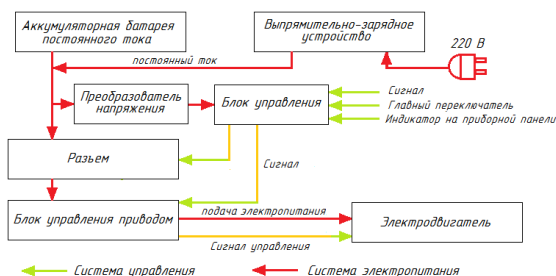 Аккумуляторная батарея
постоянного тока
Выпрямительно-зарядное
устройство
220 В
постоянный ток
Преобразователь
напряжения
Блок управления
Сигнал
Главный переключатель
Индикатор на приборной панели
Разъем
Сигнал
Блок управления приводом
подача электропитания
Электродвигатель
Сигнал управления
Система управления
Система электропитания